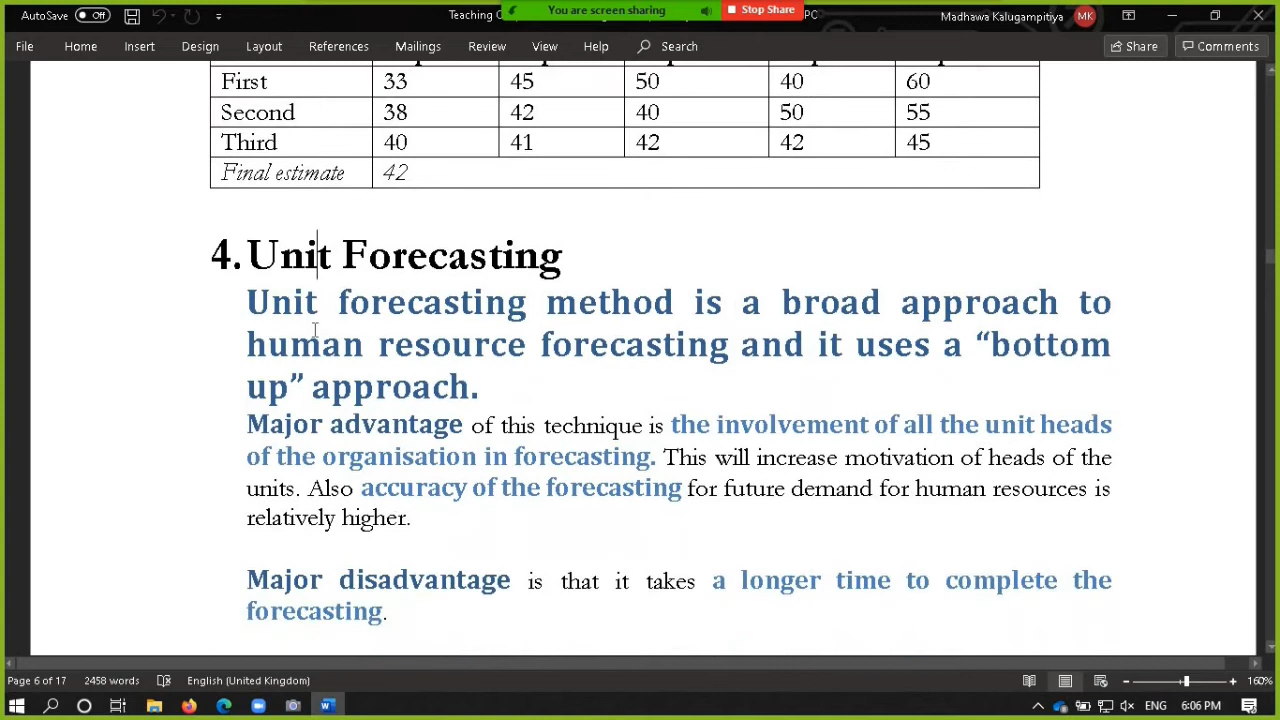 AutoSave Off
Teaching
You are screen sharing
Stop Share
PC
Madhawa Kalugampitiya MK
File Home Insert Design Layout References Mailings Review View Help Search Share Comments
First 33 45 50 40 60
Second 38 42 40 50 55
Third 40 41 42 42 45
Final estimate 42
4. Unit Forecasting
Unit forecasting method is a broad approach to
human resource forecasting and it uses a “bottom
up” approach.
Major advantage of this technique is the involvement of all the unit heads
of the organisation in forecasting. This will increase motivation of heads of the
units. Also accuracy of the forecasting for future demand for human resources is
relatively higher.
Major disadvantage is that it takes a longer time to complete the
forecasting.
Page 6 of 17 2458 words English (United Kingdom) 160%
ENG 6:06 PM